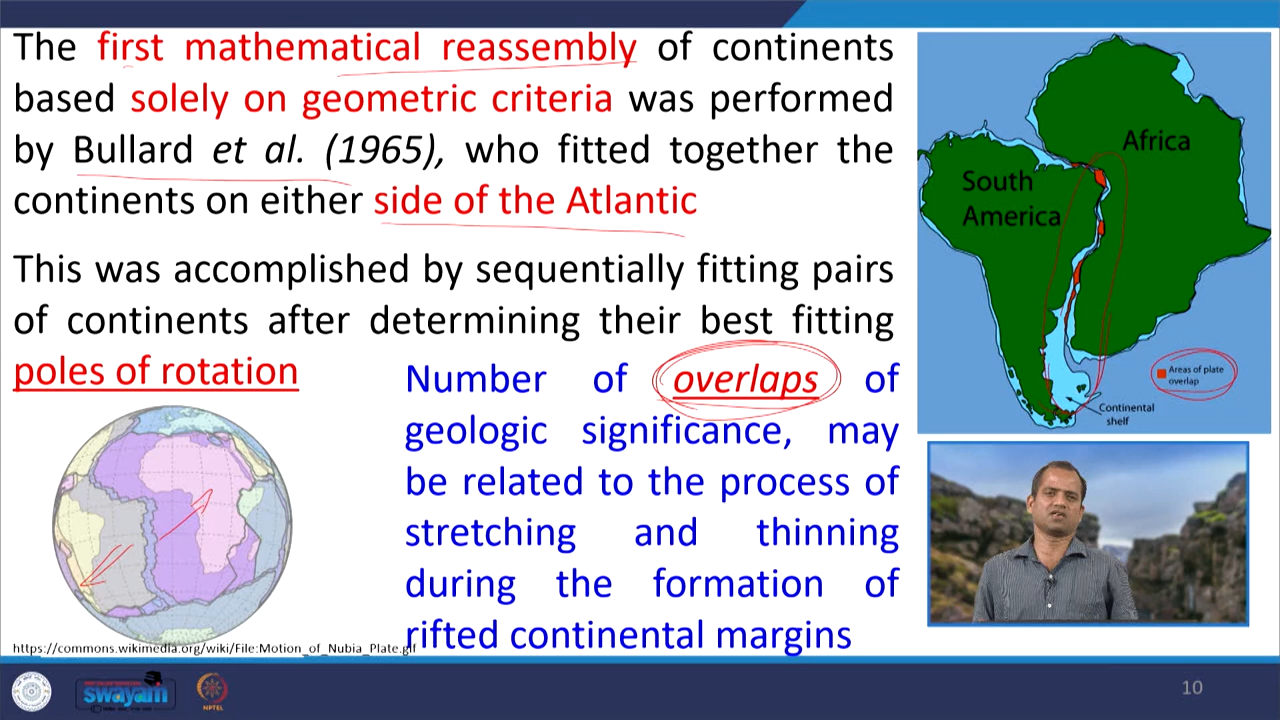 The first mathematical reassembly of continents
based solely on geometric criteria was performed
by Bullard et al. (1965), who fitted together the
continents on either side of the Atlantic
This was accomplished by sequentially fitting pairs
of continents after determining their best fitting
poles of rotation
Number of overlaps of
geologic significance, may
be related to the process of
stretching and thinning
during the formation of
rifted continental margins
https://commons.wikimedia.org/wiki/File:Motion_of_Nubia_Plate.gif
Africa
South
America
Areas of plate
overlap
Continental
shelf
swayam
NPTEL
10